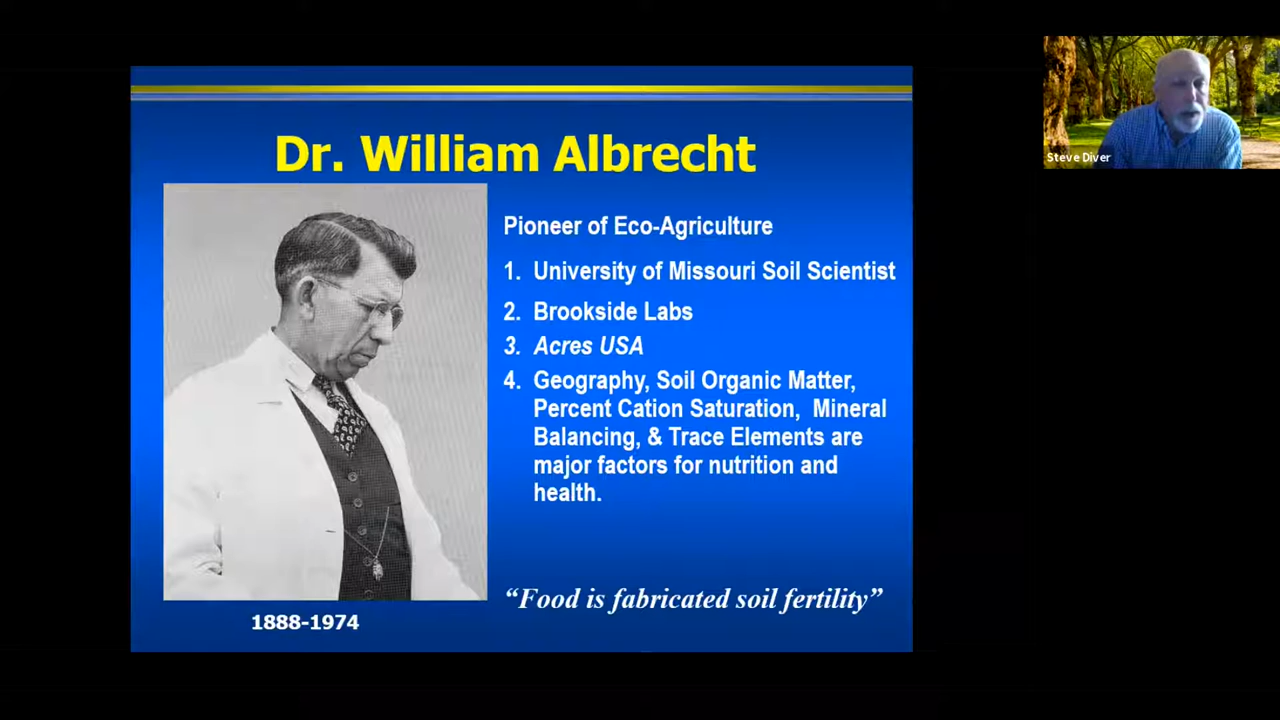 Dr. William Albrecht
Pioneer of Eco-Agriculture
1. University of Missouri Soil Scientist
2. Brookside Labs
3. Acres USA
4. Geography, Soil Organic Matter,
Percent Cation Saturation, Mineral
Balancing, & Trace Elements are
major factors for nutrition and
health.
“Food is fabricated soil fertility”
1888-1974
Steve Diver